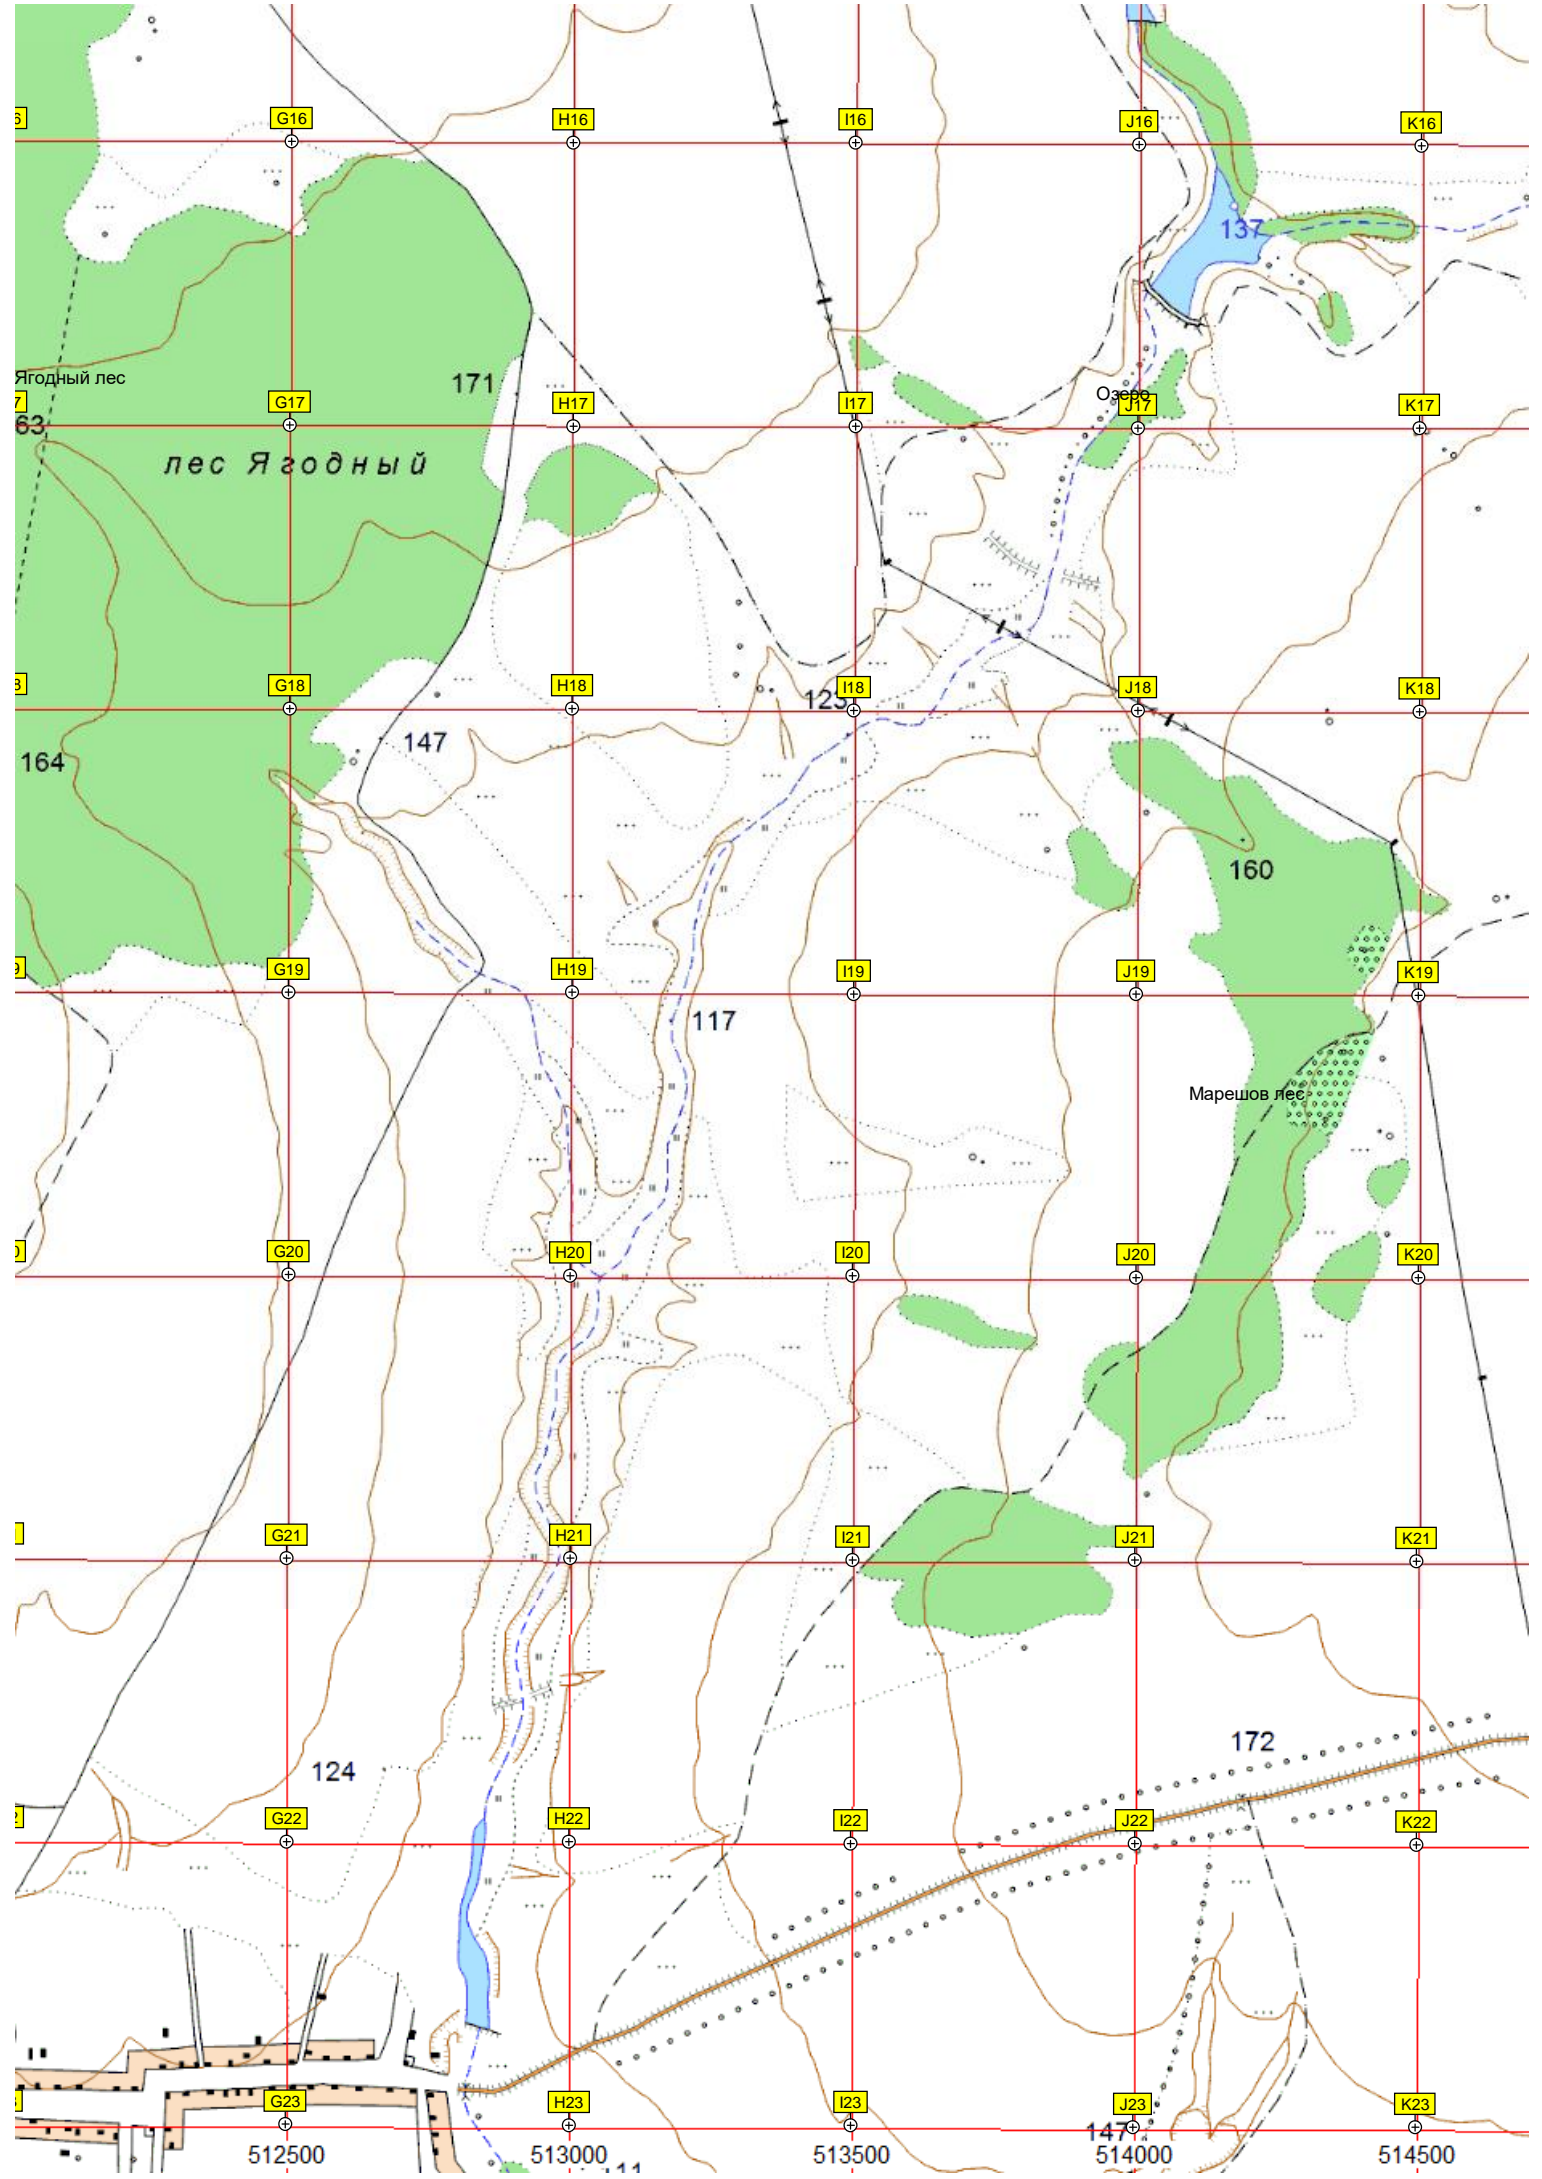 G16 H16 I16 J16 K16
137
Ягодный лес
171
Озеро
G17 H17 I17 J17 K17
63
лес Ягодный
G18 H18 I18 J18 K18
123
147
164
160
G19 H19 I19 J19 K19
117
Марешов лес
G20 H20 I20 J20 K20
G21 H21 I21 J21 K21
172
124
G22 H22 I22 J22 K22
G23 H23 I23 J23 K23
147
512500 513000 513500 514000 514500